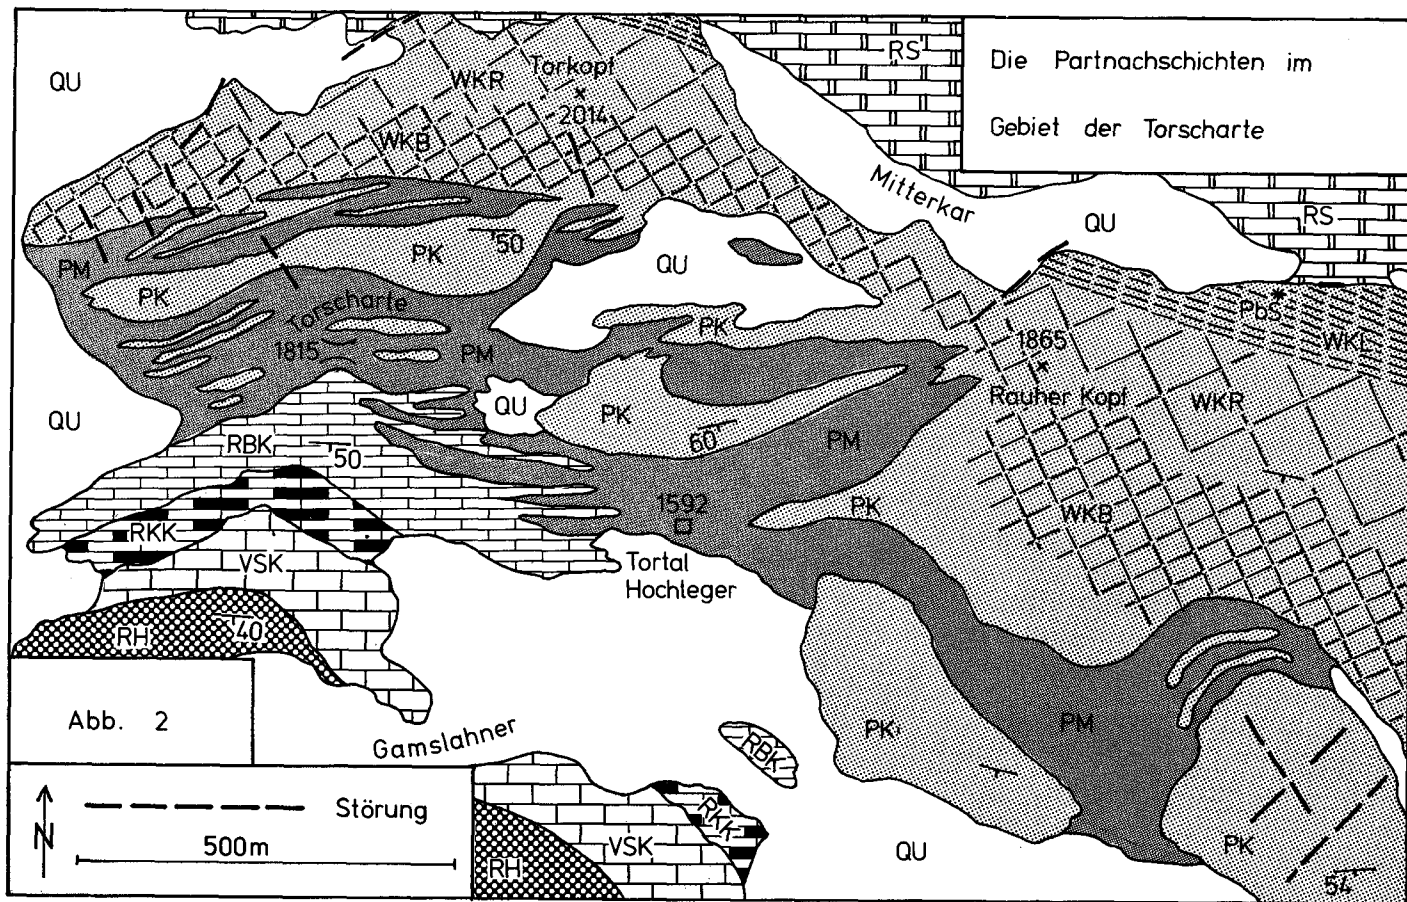 Die Partnachschichten im
Gebiet der Torscharte
QU
WKR
Torkopf
2014
RS
WKB
Mitterkar
RS
QU
50
PK
PM
QU
PK
Torscharte
PK
PbS
WKL
1815
PM
1865
Rauher Kopf
WKR
QU
QU
PK
60
PM
RBK
50
1592
PK
WKB
RKK
VSK
Tortal
Hochleger
RH
40
Abb. 2
Gamslahner
RBK
PK
PM
Störung
N
500m
RKK
VSK
RH
QU
PK
54